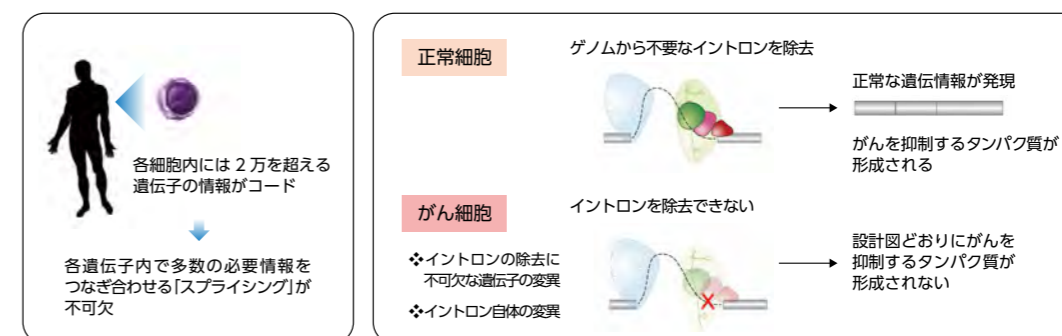 各細胞内には 2 万を超える
遺伝子の情報がコード
各遺伝子内で多数の必要情報を
つなぎ合わせる「スプライシング」が
不可欠
正常細胞
ゲノムから不要なイントロンを除去
正常な遺伝情報が発現
がんを抑制するタンパク質が
形成される
がん細胞
イントロンを除去できない
❖イントロンの除去に
不可欠な遺伝子の変異
❖イントロン自体の変異
設計図どおりにがんを
抑制するタンパク質が
形成されない